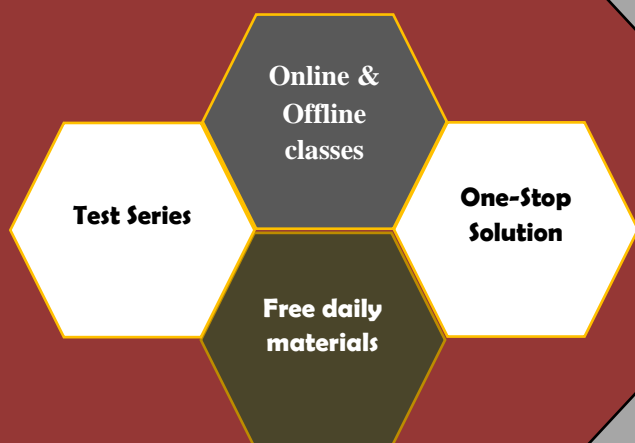 Online &
Offline
classes
Test Series
One-Stop
Solution
Free daily
materials